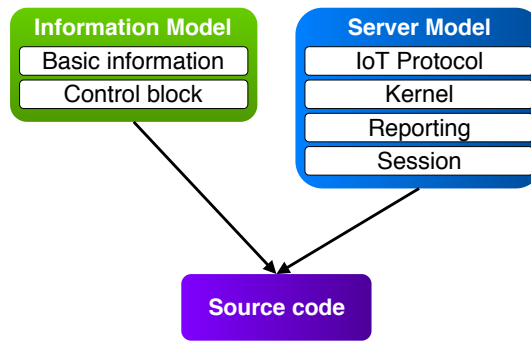 Information Model
Basic information
Control block
Server Model
IoT Protocol
Kernel
Reporting
Session
Source code